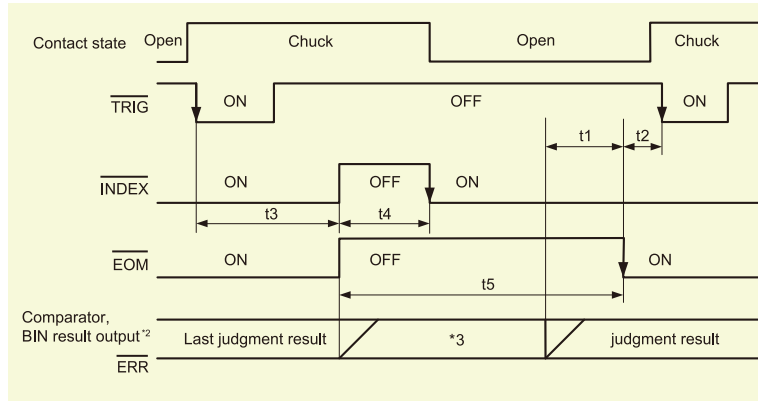 Contact state Open Chuck Open Chuck
TRIG ON OFF ON
t1 t2
INDEX ON OFF ON
t3 t4
EOM ON OFF ON
t5
Comparator,
BIN result output*2 Last judgment result *3 judgment result
ERR